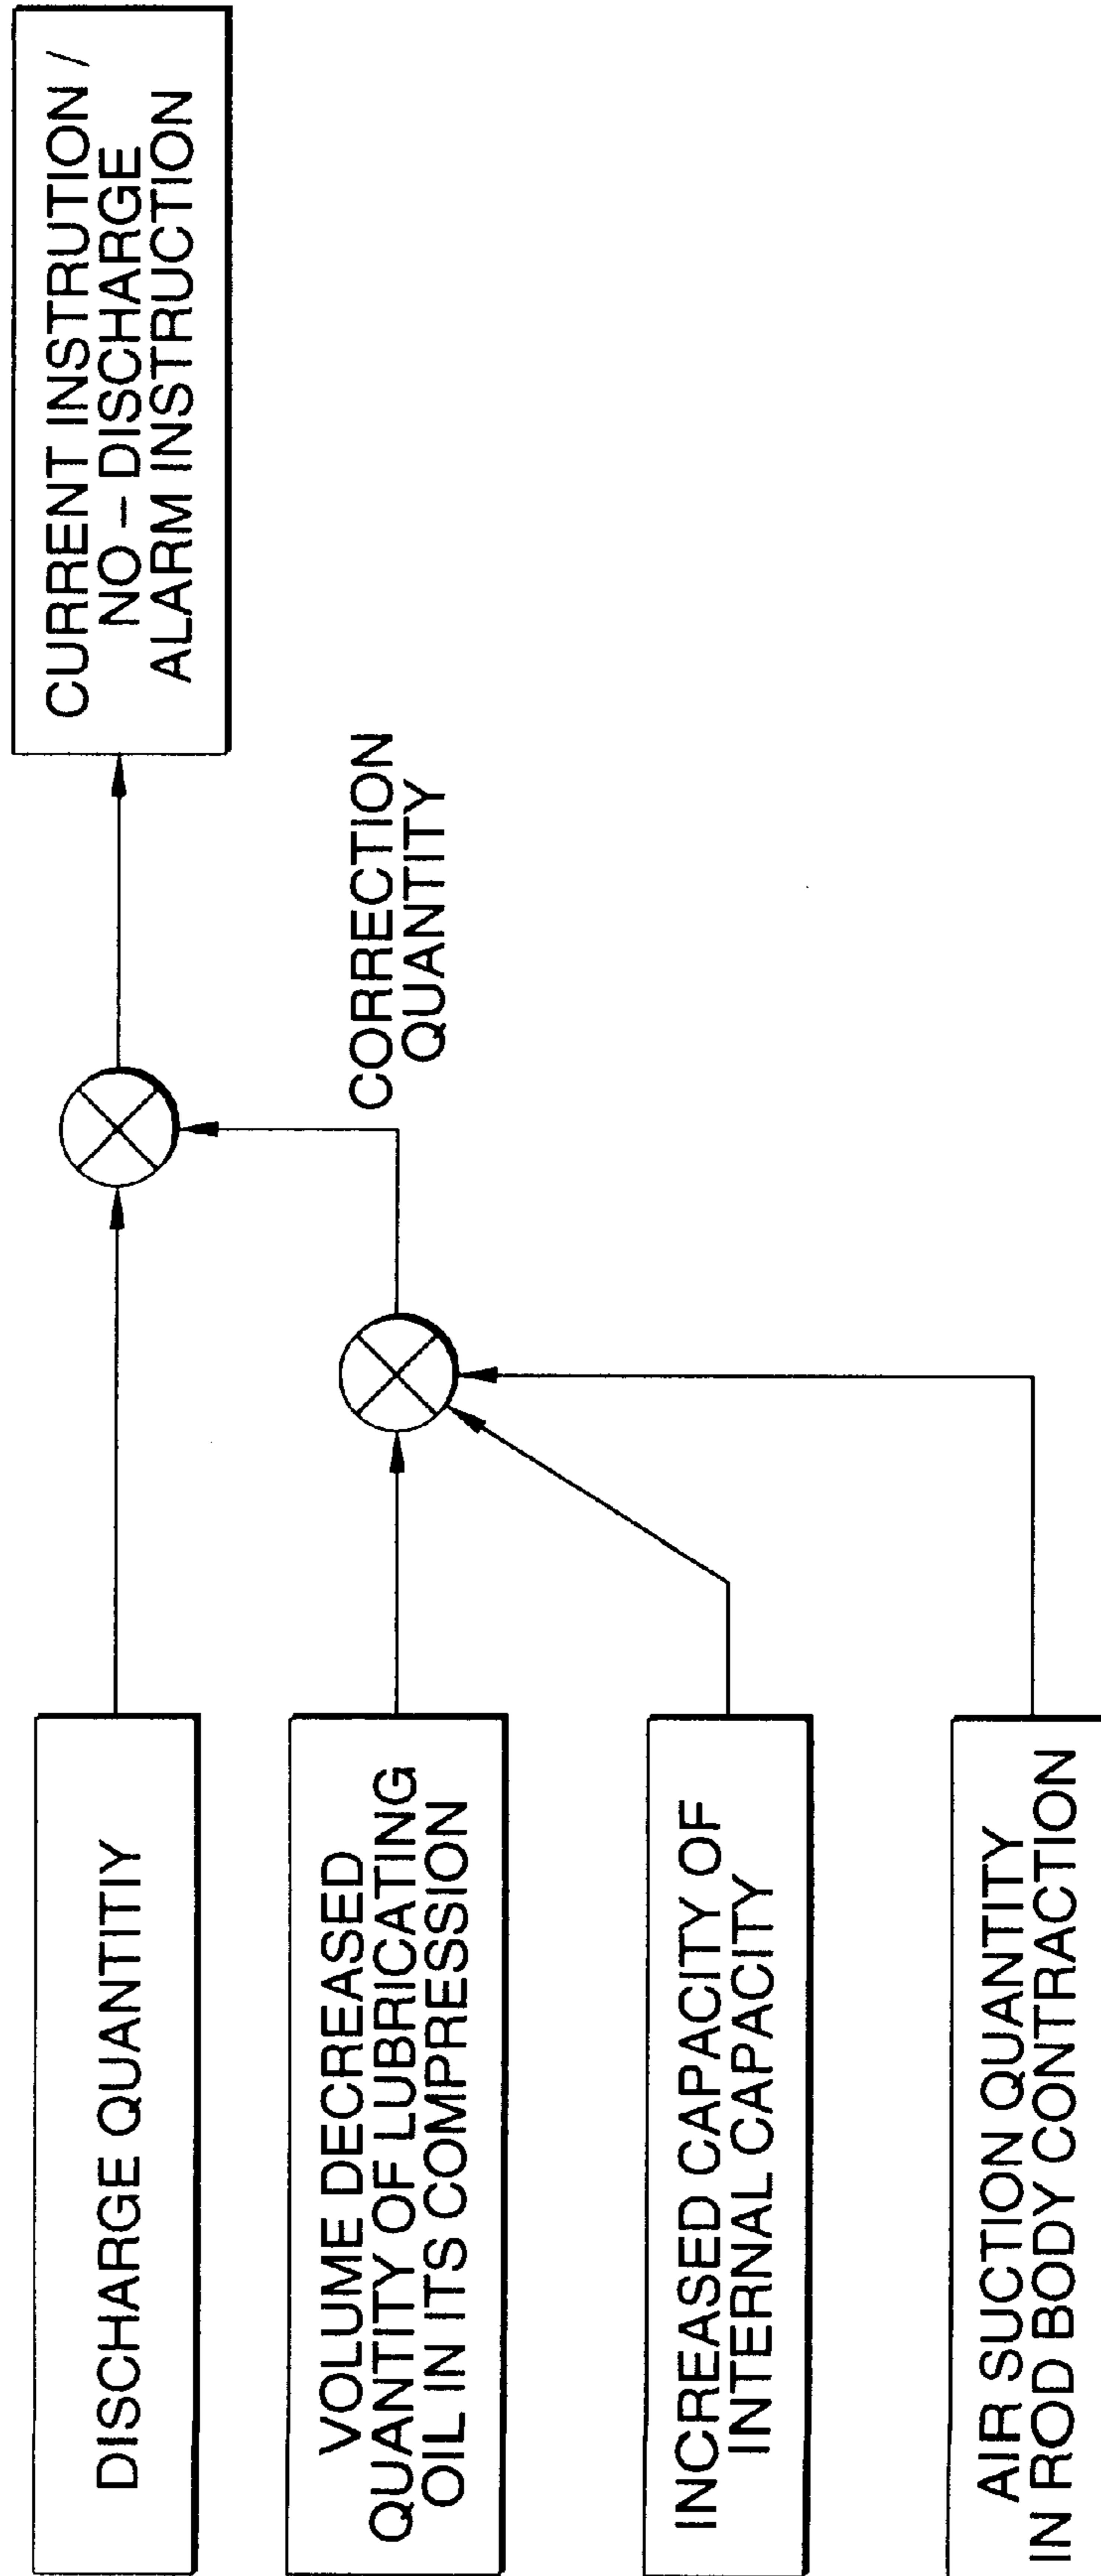 DISCHARGE QUANTITIY
VOLUME DECREASED
QUANTITY OF LUBRICATING
OIL IN ITS COMPRESSION
INCREASED CAPACITY OF
INTERNAL CAPACITY
AIR SUCTION QUANTITY
IN ROD BODY CONTRACTION
CORRECTION
QUANTITY
CURRENT INSTRUTION /
NO – DISCHARGE
ALARM INSTRUCTION